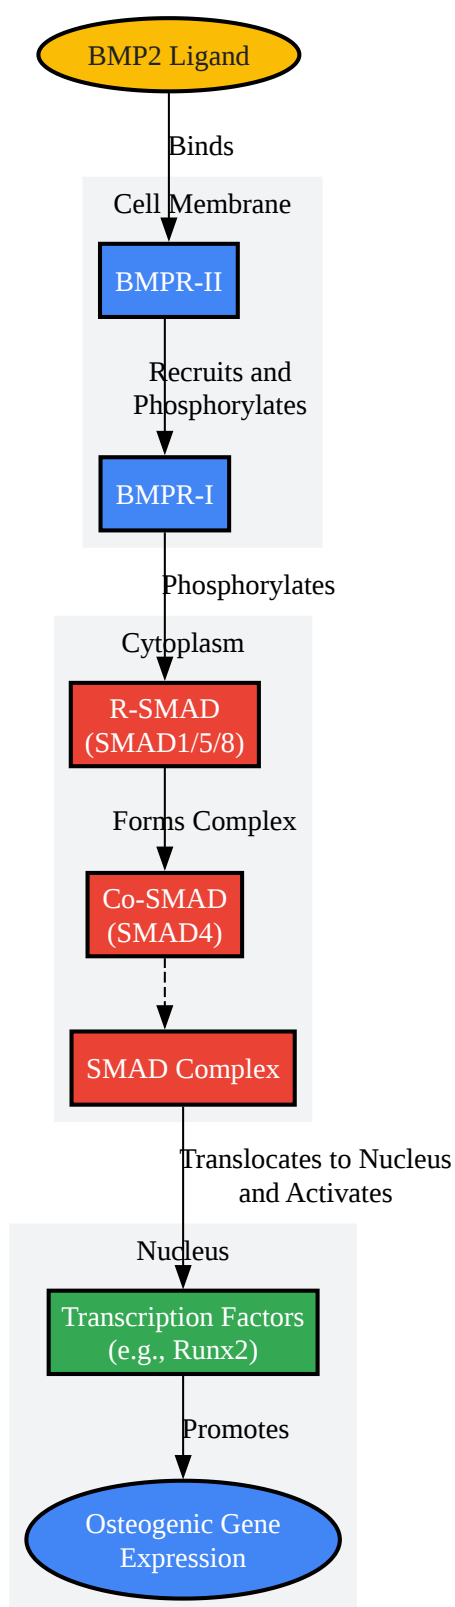 BMP2 Ligand
Binds
Cell Membrane
BMPR-II
Recruits and
Phosphorylates
BMPR-I
Phosphorylates
Cytoplasm
R-SMAD
(SMAD1/5/8)
Forms Complex
Co-SMAD
(SMAD4)
SMAD Complex
Translocates to Nucleus
and Activates
Nucleus
Transcription Factors
(e.g., Runx2)
Promotes
Osteogenic Gene
Expression